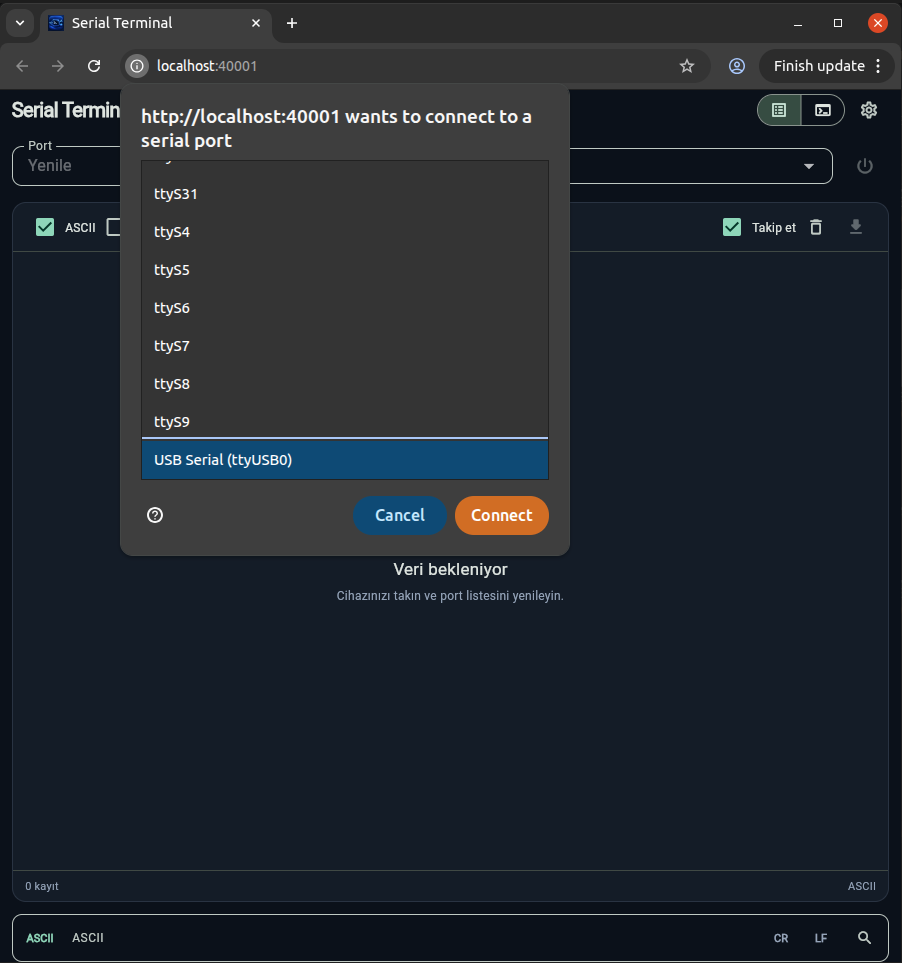 Serial Terminal
localhost:40001
Finish update
Serial Termin
http://localhost:40001 wants to connect to a
serial port
Port
Yenile
ttyS31
ttyS4
ttyS5
ttyS6
ttyS7
ttyS8
ttyS9
USB Serial (ttyUSB0)
Cancel
Connect
ASCII
Takip et
Veri bekleniyor
Cihazınızı takın ve port listesini yenileyin.
0 kayıt
ASCII
ASCII
ASCII
CR
LF